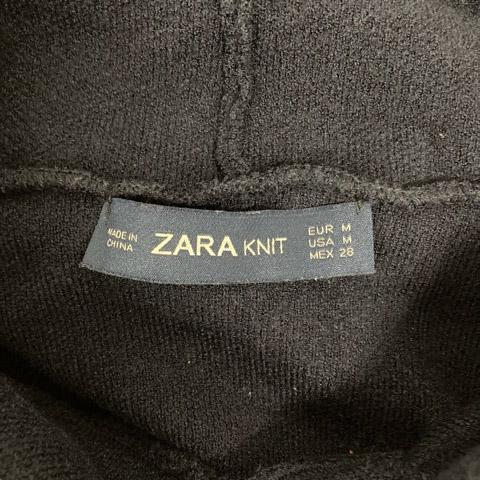 MADE IN
CHINA
ZARA KNIT
EUR M
USA M
MEX 28